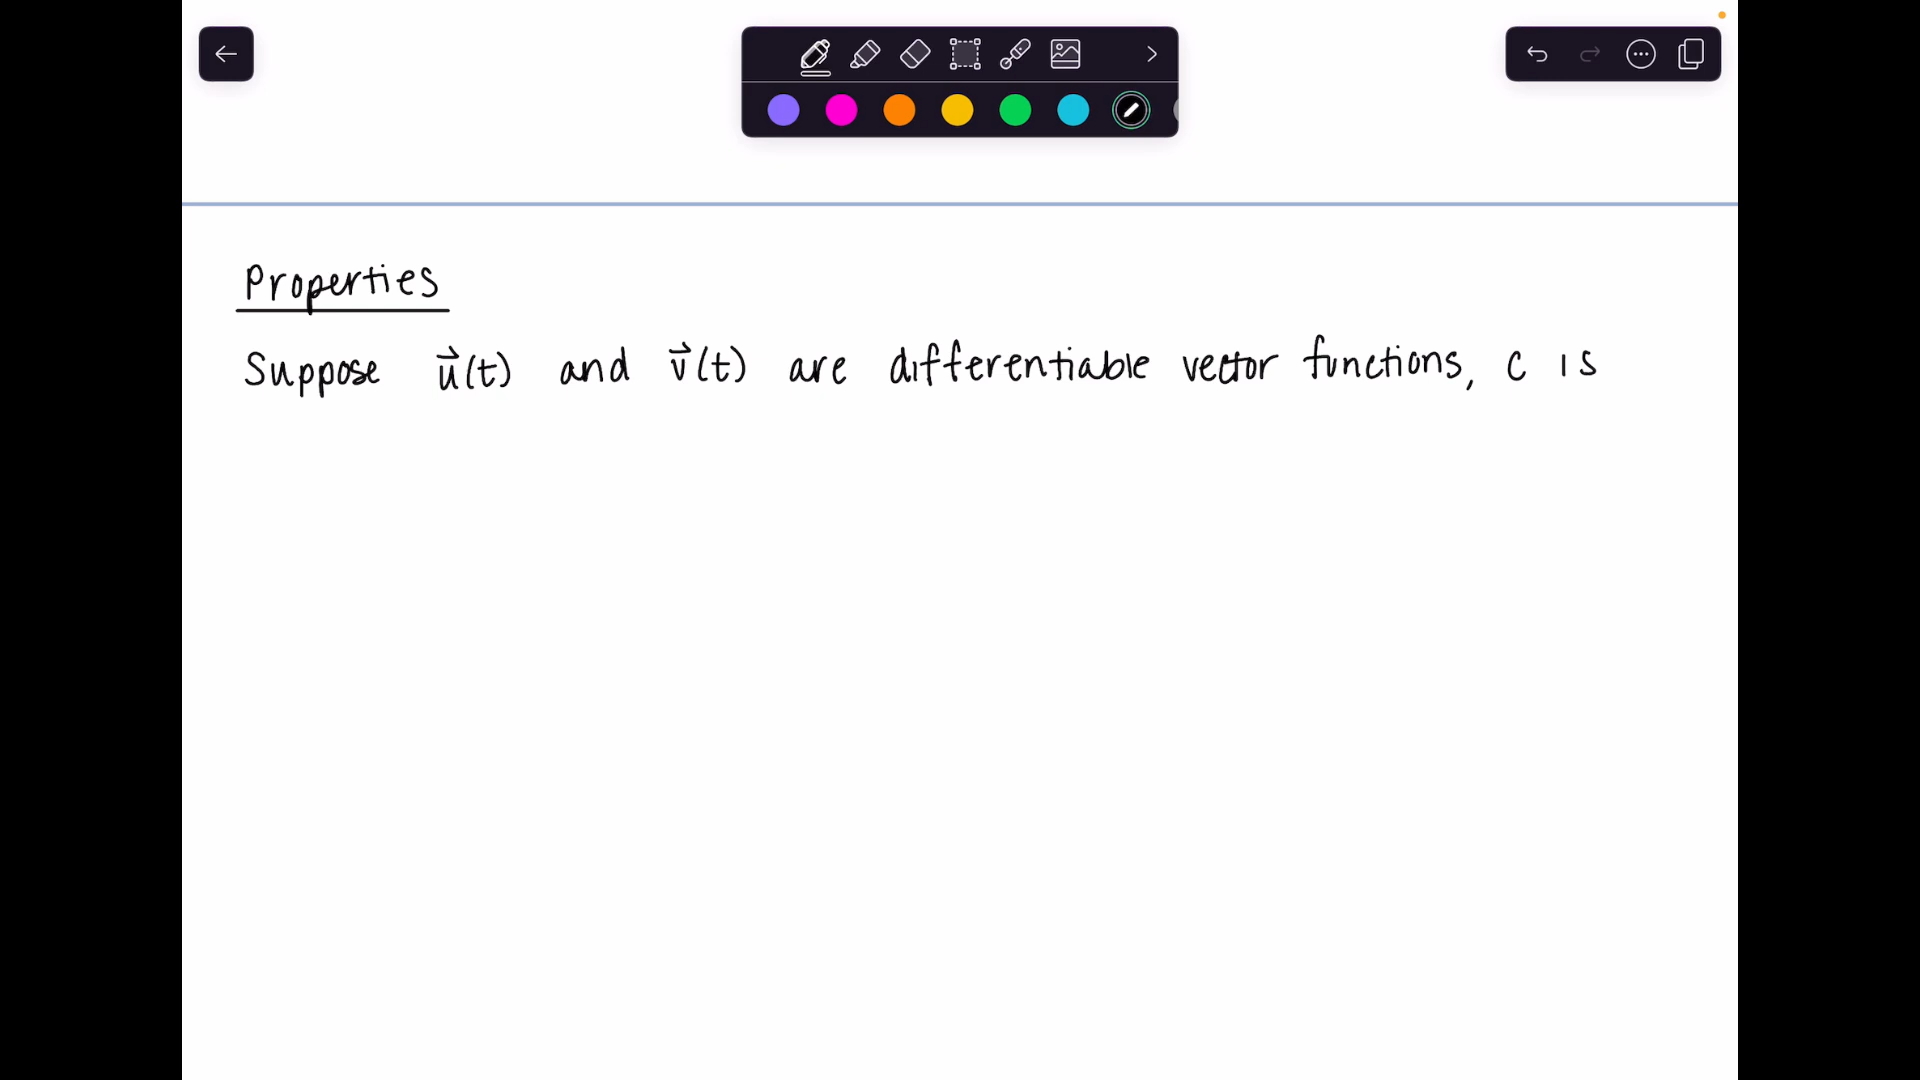 Properties
Suppose u⃗(t) and v⃗(t) are differentiable vector functions, c is